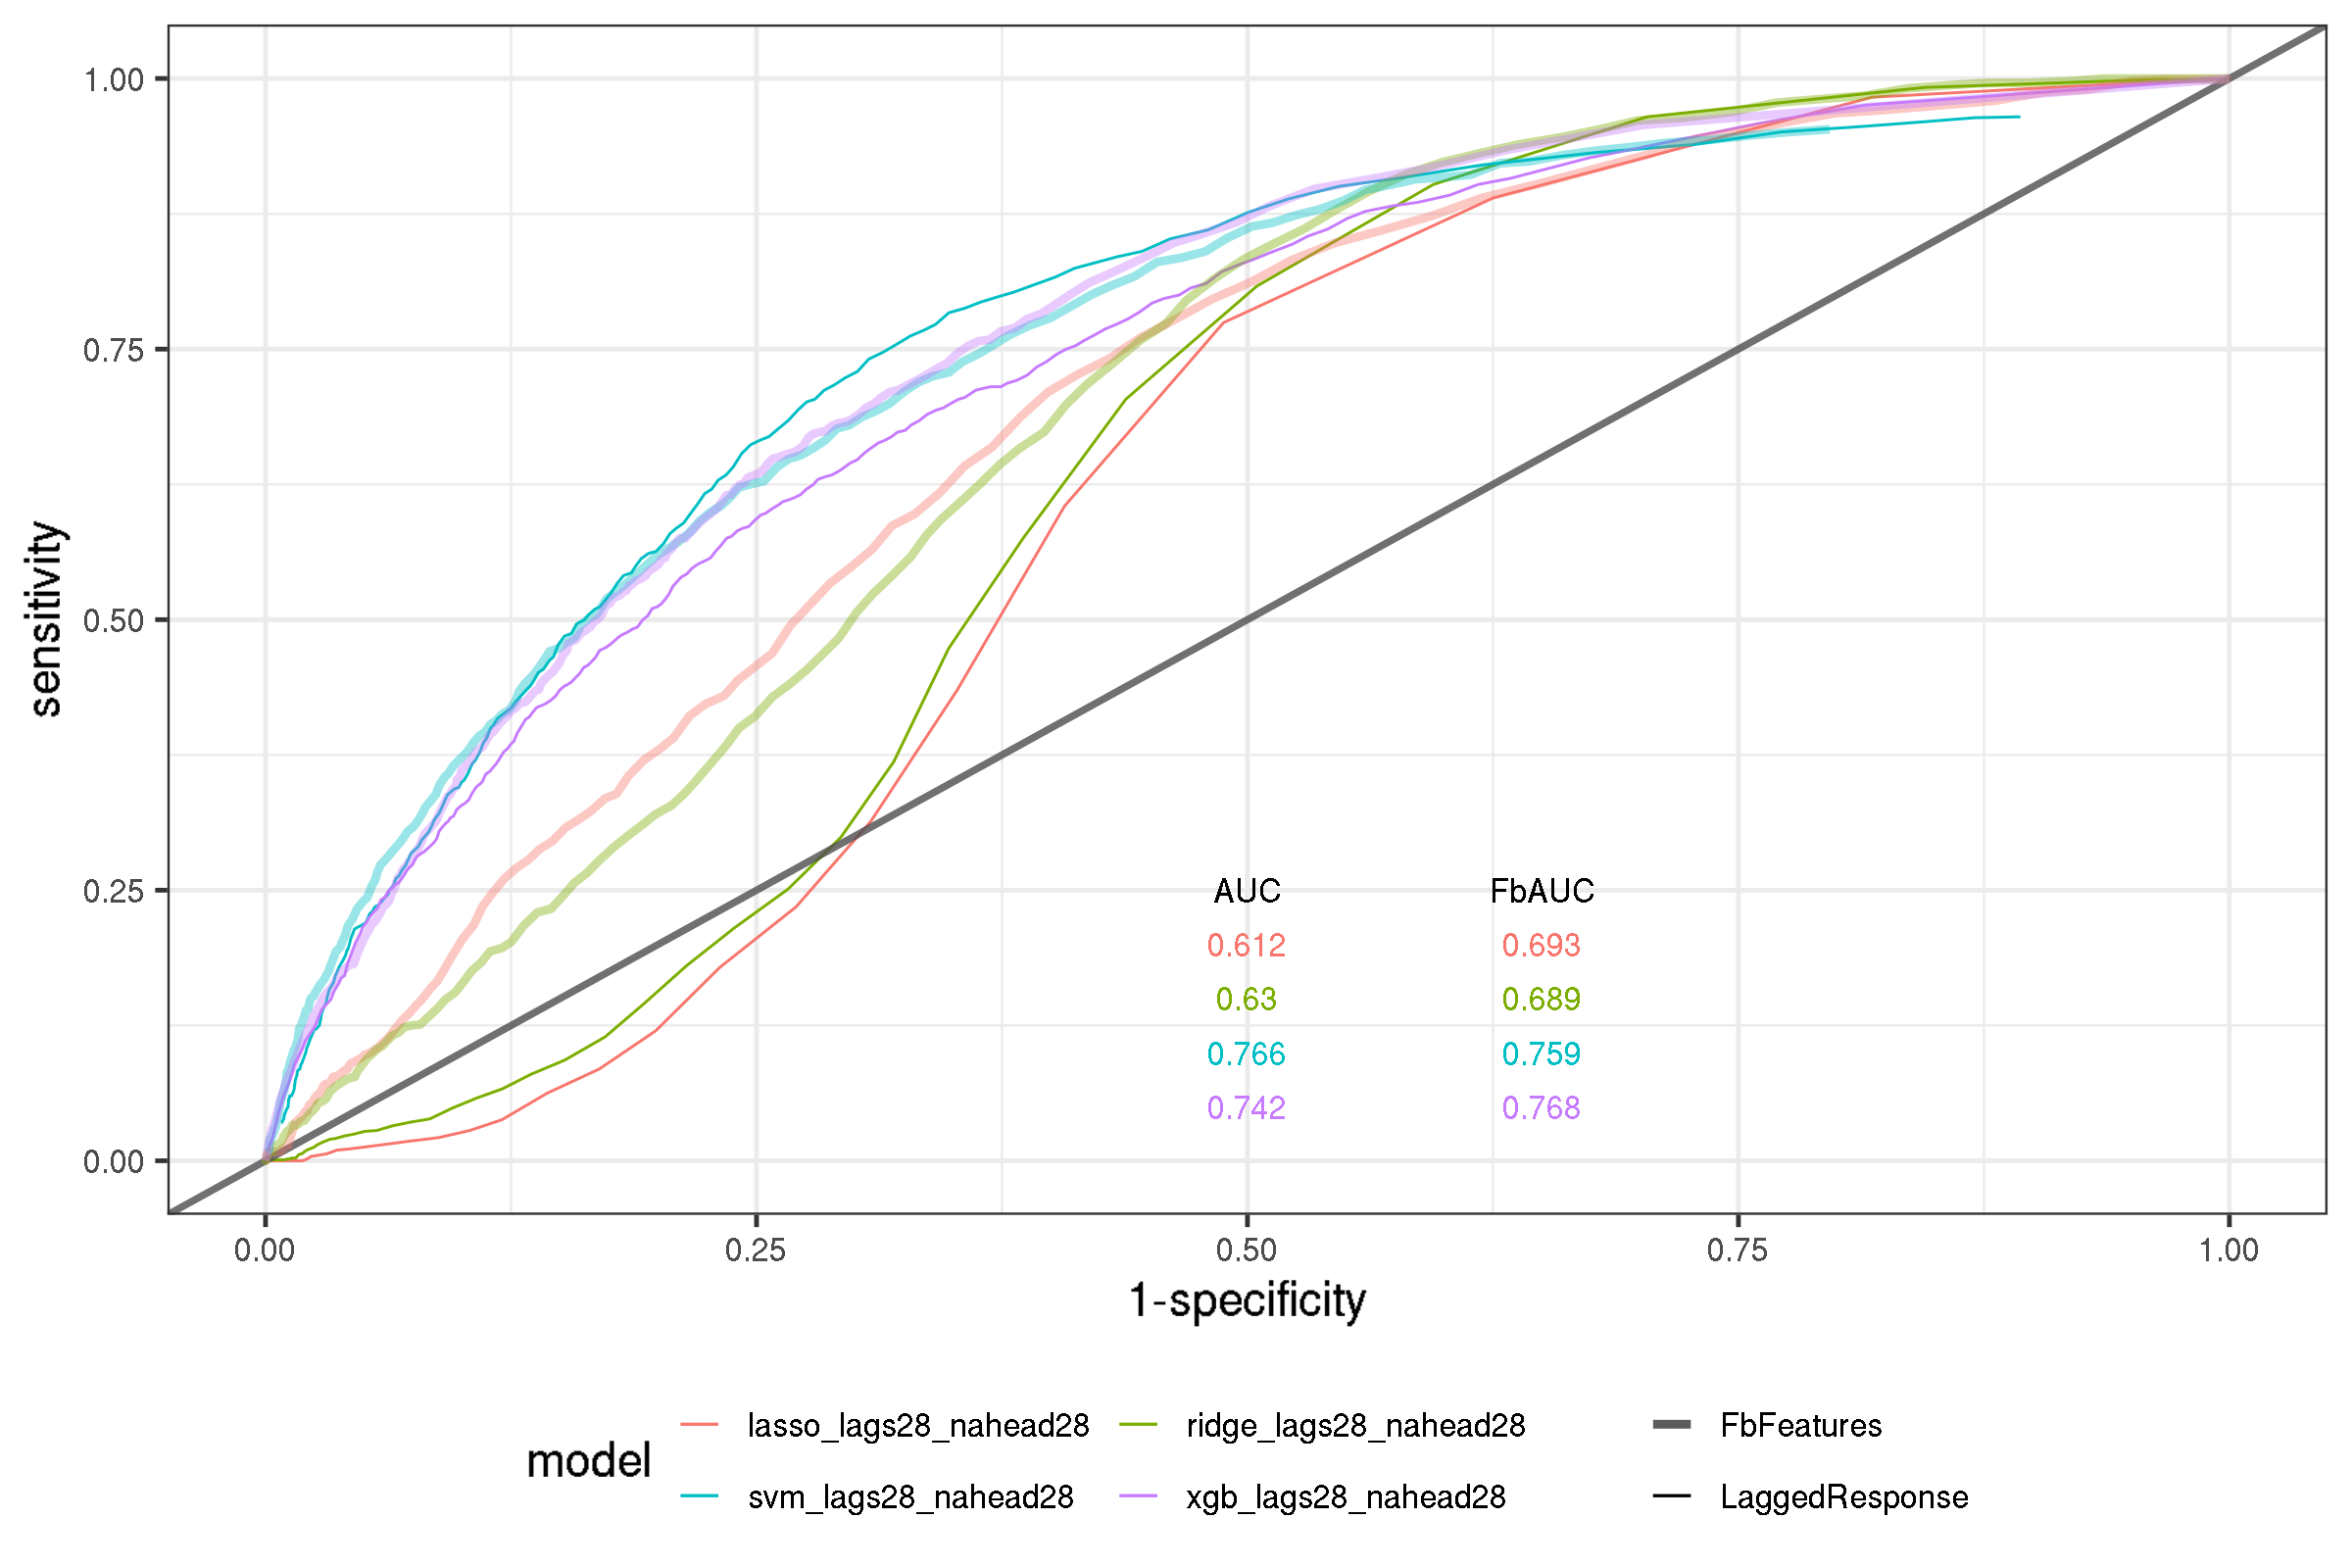 1.00
0.75
0.50
0.25
0.00
sensitivity
AUC FbAUC
0.612 0.693
0.63 0.689
0.766 0.759
0.742 0.768
0.00 0.25 0.50 0.75 1.00
1-specificity
model
lasso_lags28_nahead28 ridge_lags28_nahead28 FbFeatures
svm_lags28_nahead28 xgb_lags28_nahead28 LaggedResponse